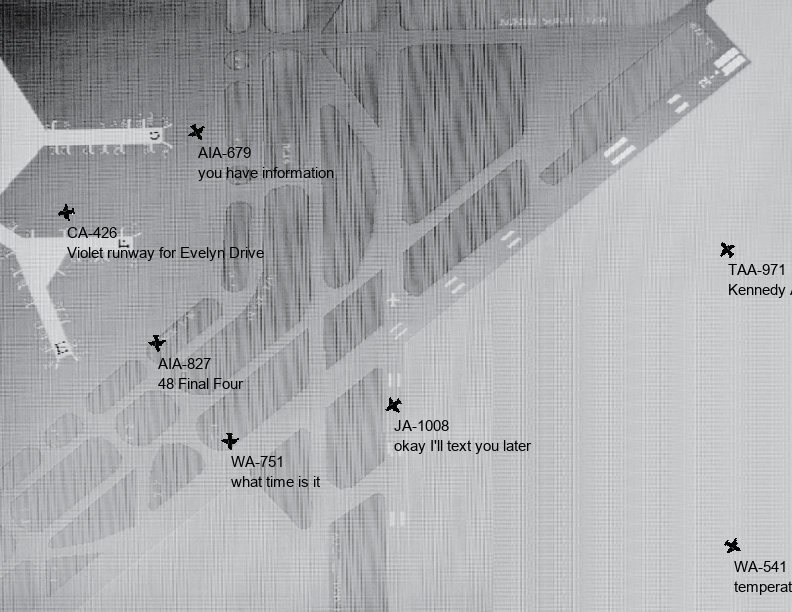 AIA-679
you have information
CA-426
Violet runway for Evelyn Drive
TAA-971
Kennedy
AIA-827
48 Final Four
JA-1008
okay I'll text you later
WA-751
what time is it
WA-541
temperat